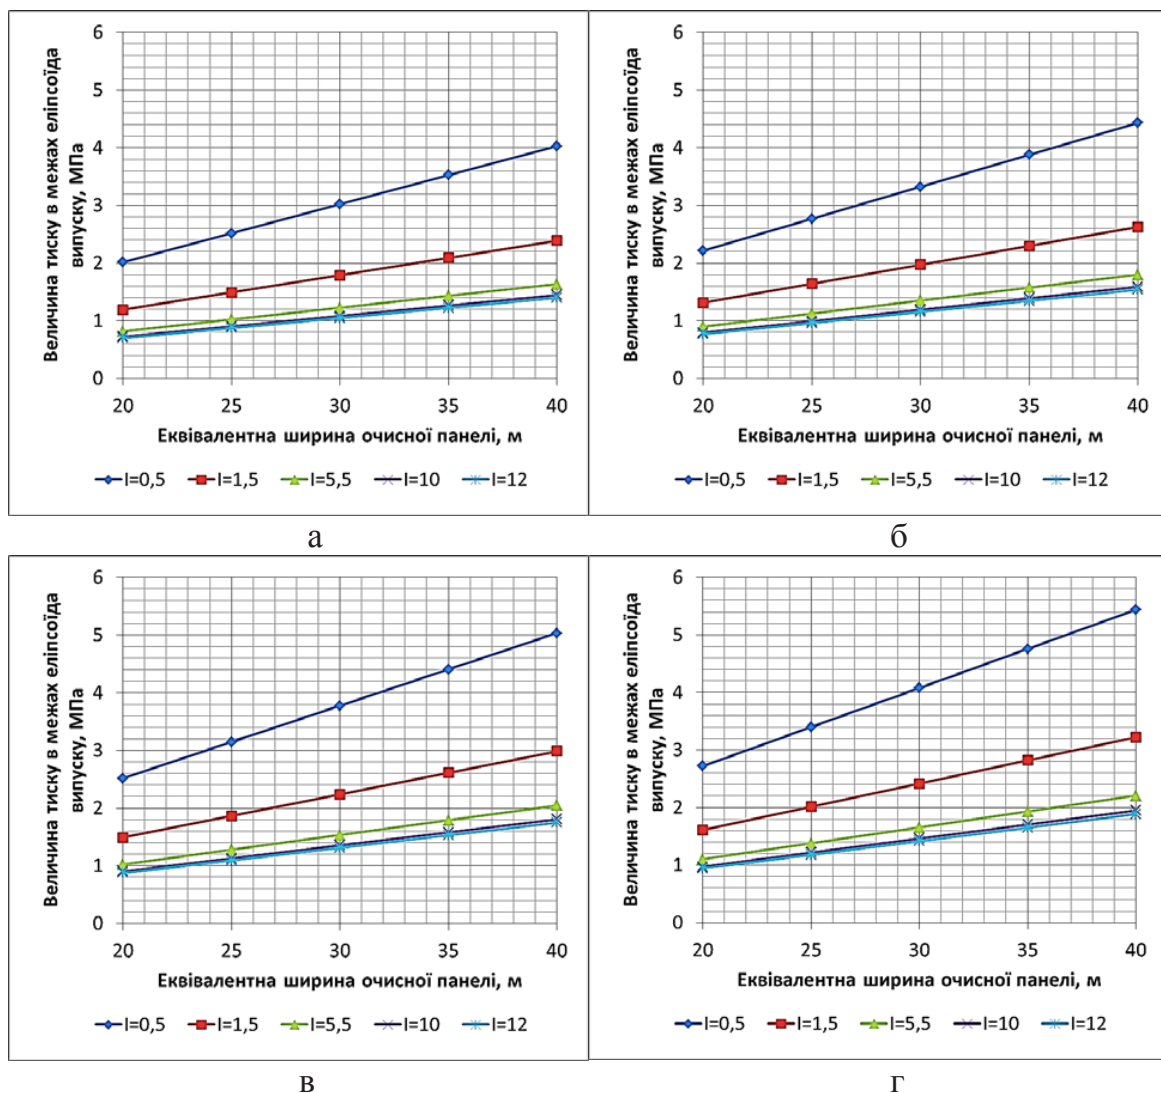 Величина тиску в межах еліпсоїда
випуску, МПа
6
5
4
3
2
1
0
20 25 30 35 40
Еквівалентна ширина очисної панелі, м
l=0,5 l=1,5 l=5,5 l=10 l=12
а
Величина тиску в межах еліпсоїда
випуску, МПа
6
5
4
3
2
1
0
20 25 30 35 40
Еквівалентна ширина очисної панелі, м
l=0,5 l=1,5 l=5,5 l=10 l=12
б
Величина тиску в межах еліпсоїда
випуску, МПа
6
5
4
3
2
1
0
20 25 30 35 40
Еквівалентна ширина очисної панелі, м
l=0,5 l=1,5 l=5,5 l=10 l=12
в
Величина тиску в межах еліпсоїда
випуску, МПа
6
5
4
3
2
1
0
20 25 30 35 40
Еквівалентна ширина очисної панелі, м
l=0,5 l=1,5 l=5,5 l=10 l=12
г